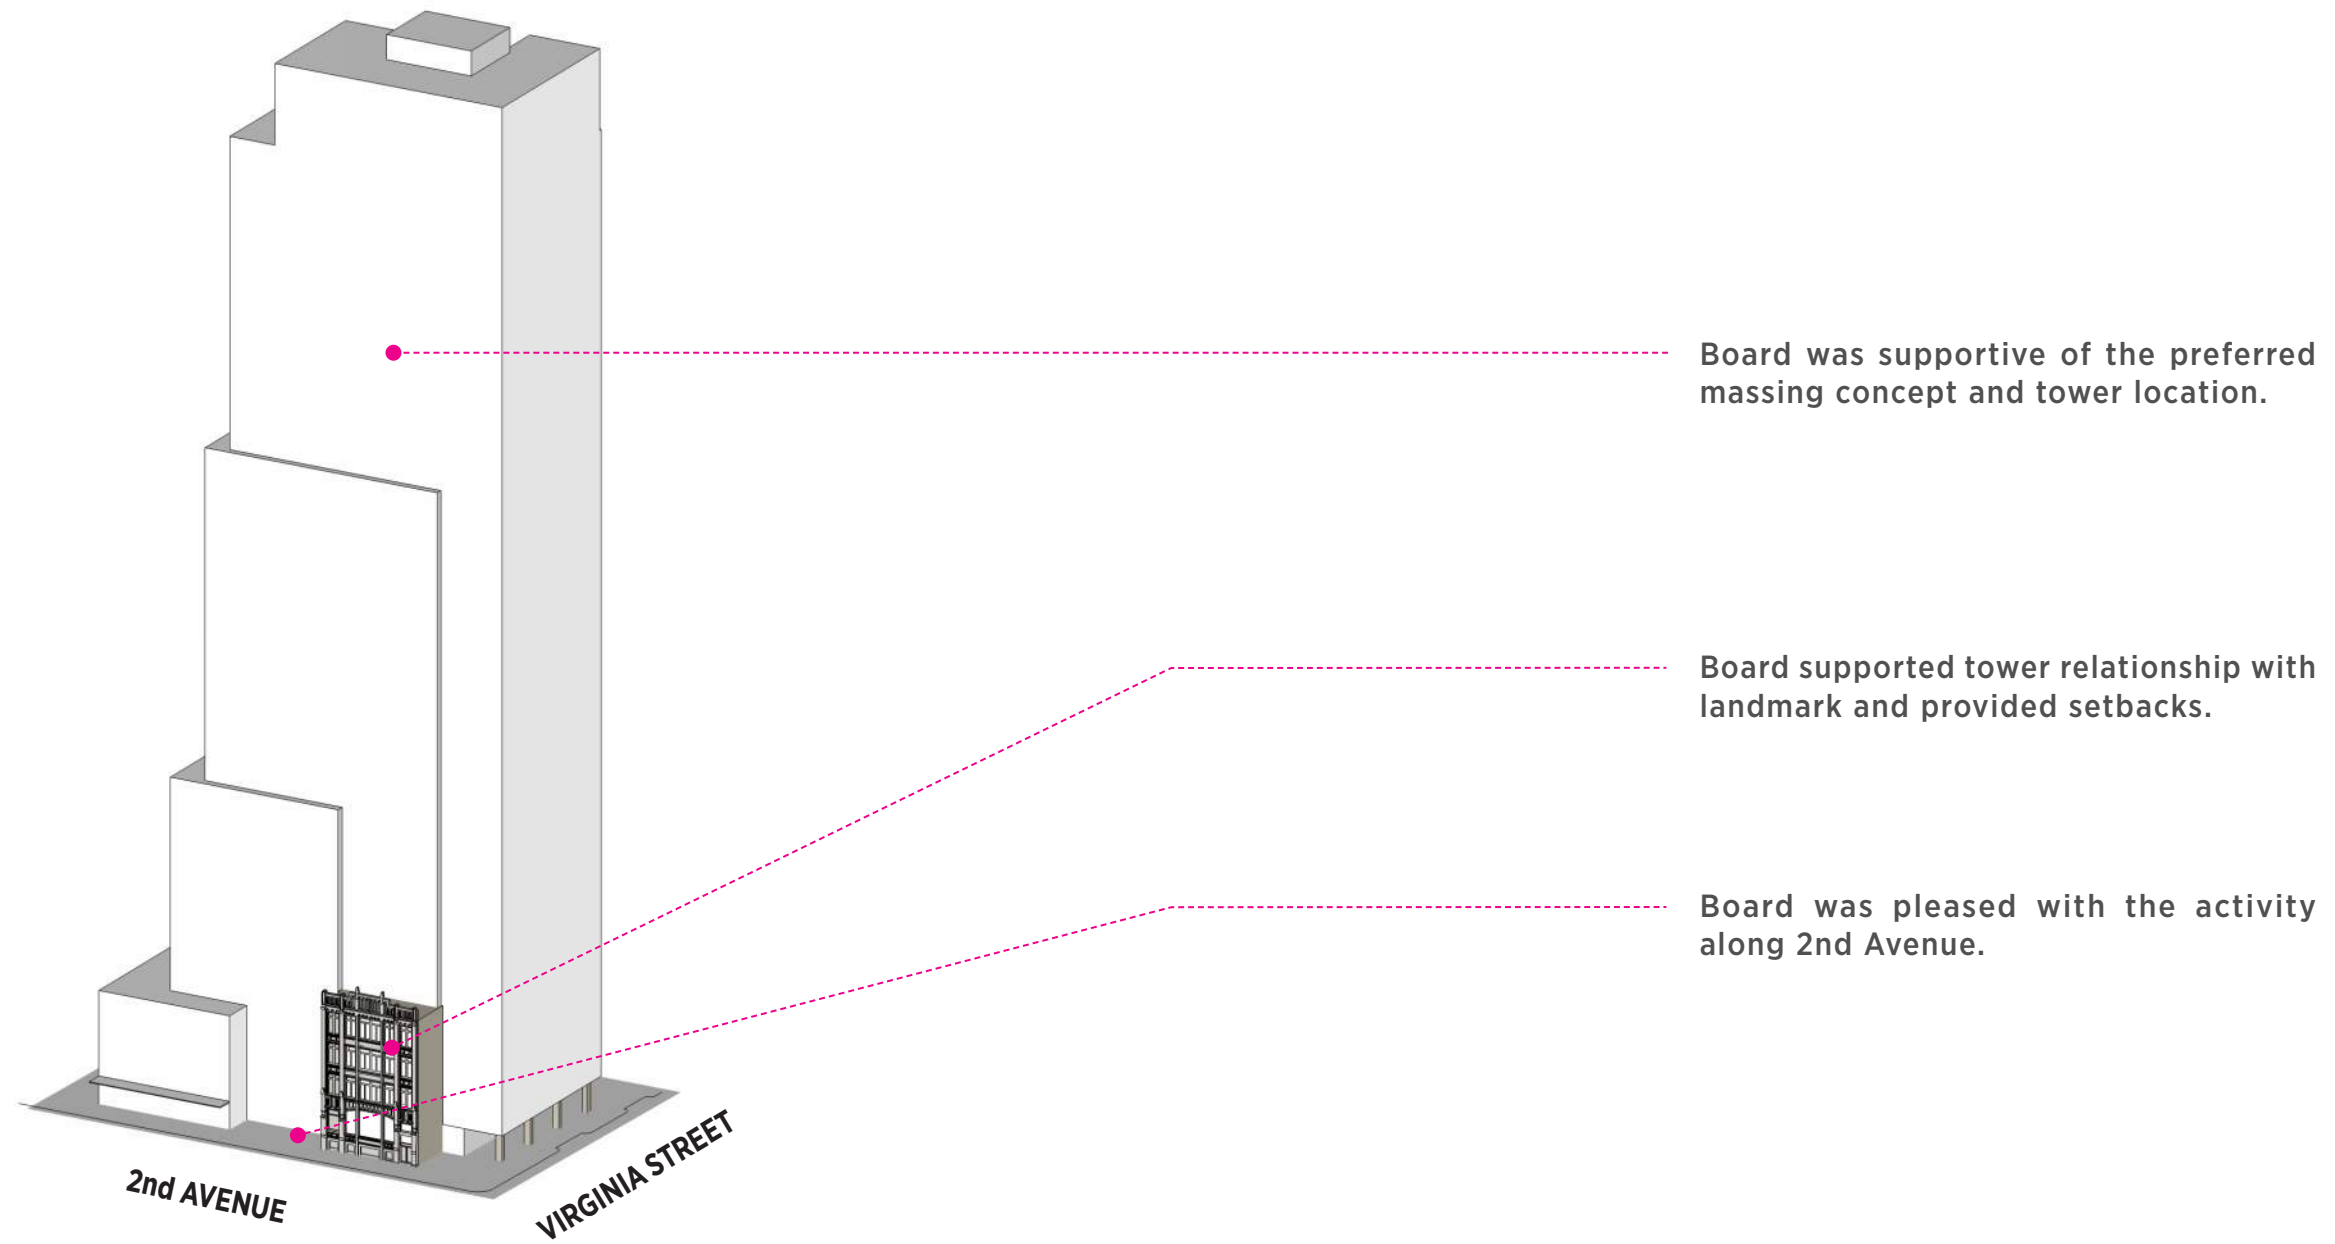 Board was supportive of the preferred
massing concept and tower location.
Board supported tower relationship with
landmark and provided setbacks.
Board was pleased with the activity
along 2nd Avenue.
2nd AVENUE
VIRGINIA STREET